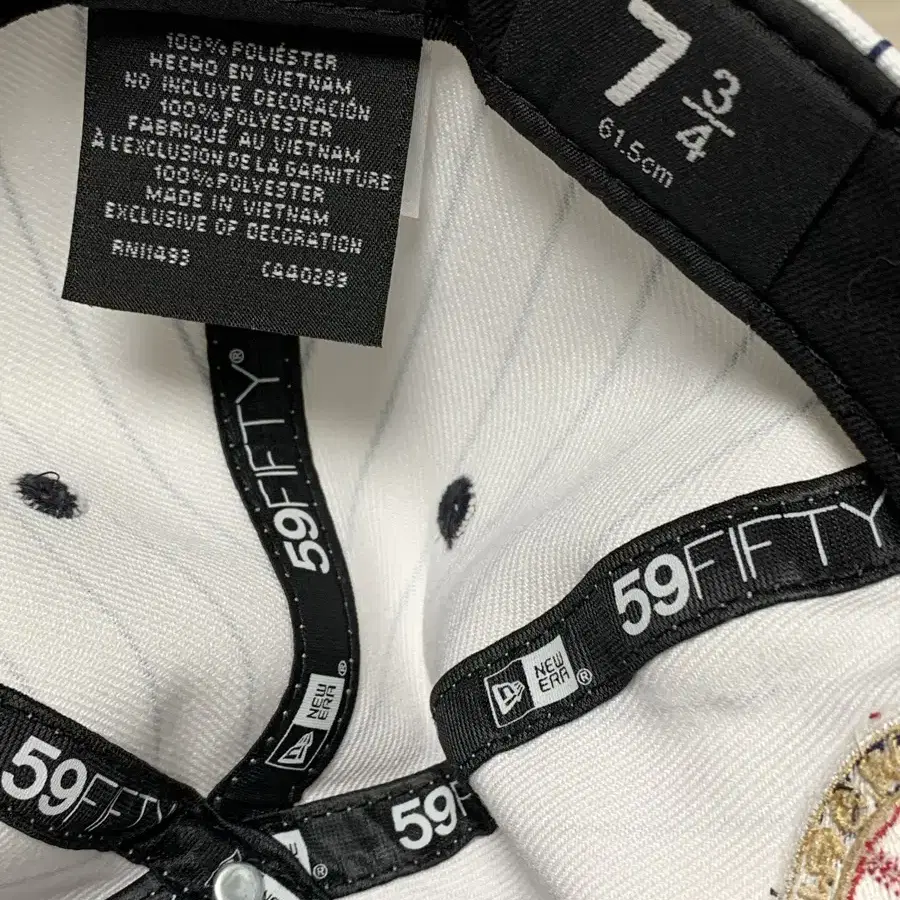 100% POLIÉSTER
HECHO EN VIETNAM
NO INCLUYE DECORACIÓN
100% POLYESTER
FABRIQUÉ AU VIETNAM
À L'EXCLUSION DE LA GARNITURE
100% POLYESTER
MADE IN VIETNAM
EXCLUSIVE OF DECORATION
RN11493 CA40289
7 3/4
61.5cm
59FIFTY®
NEW ERA®
59FIFTY
NEW ERA®
59FIFTY
59F
NEW